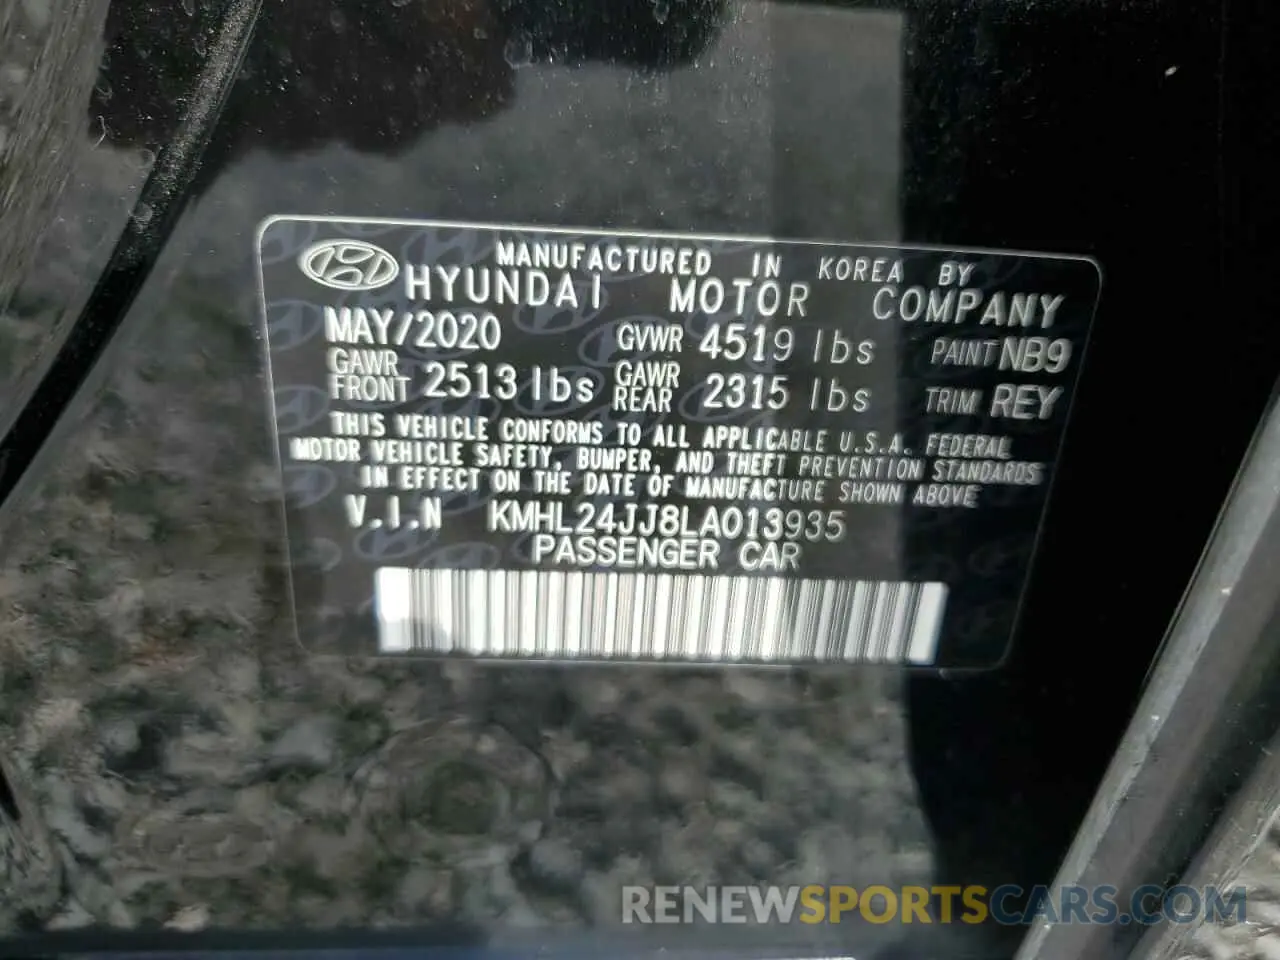 MANUFACTURED IN KOREA BY
HYUNDAI MOTOR COMPANY
MAY/2020 GVWR 4519 lbs PAINT NB9
GAWR FRONT 2513 lbs GAWR REAR 2315 lbs TRIM REY
THIS VEHICLE CONFORMS TO ALL APPLICABLE U.S.A. FEDERAL
MOTOR VEHICLE SAFETY, BUMPER, AND THEFT PREVENTION STANDARDS
IN EFFECT ON THE DATE OF MANUFACTURE SHOWN ABOVE
V.I.N KMHL24JJ8LA013935
PASSENGER CAR
RENEWSPORTSCARS.COM